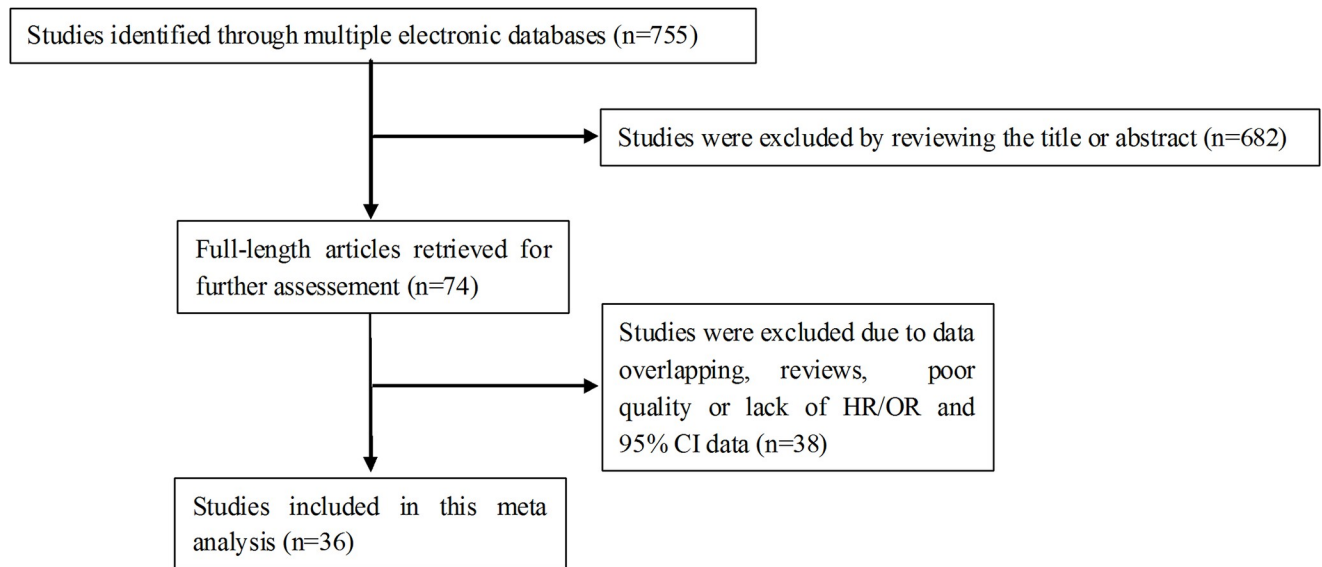 Studies identified through multiple electronic databases (n=755)
Studies were excluded by reviewing the title or abstract (n=682)
Full-length articles retrieved for
further assessement (n=74)
Studies were excluded due to data
overlapping, reviews, poor
quality or lack of HR/OR and
95% CI data (n=38)
Studies included in this meta
analysis (n=36)